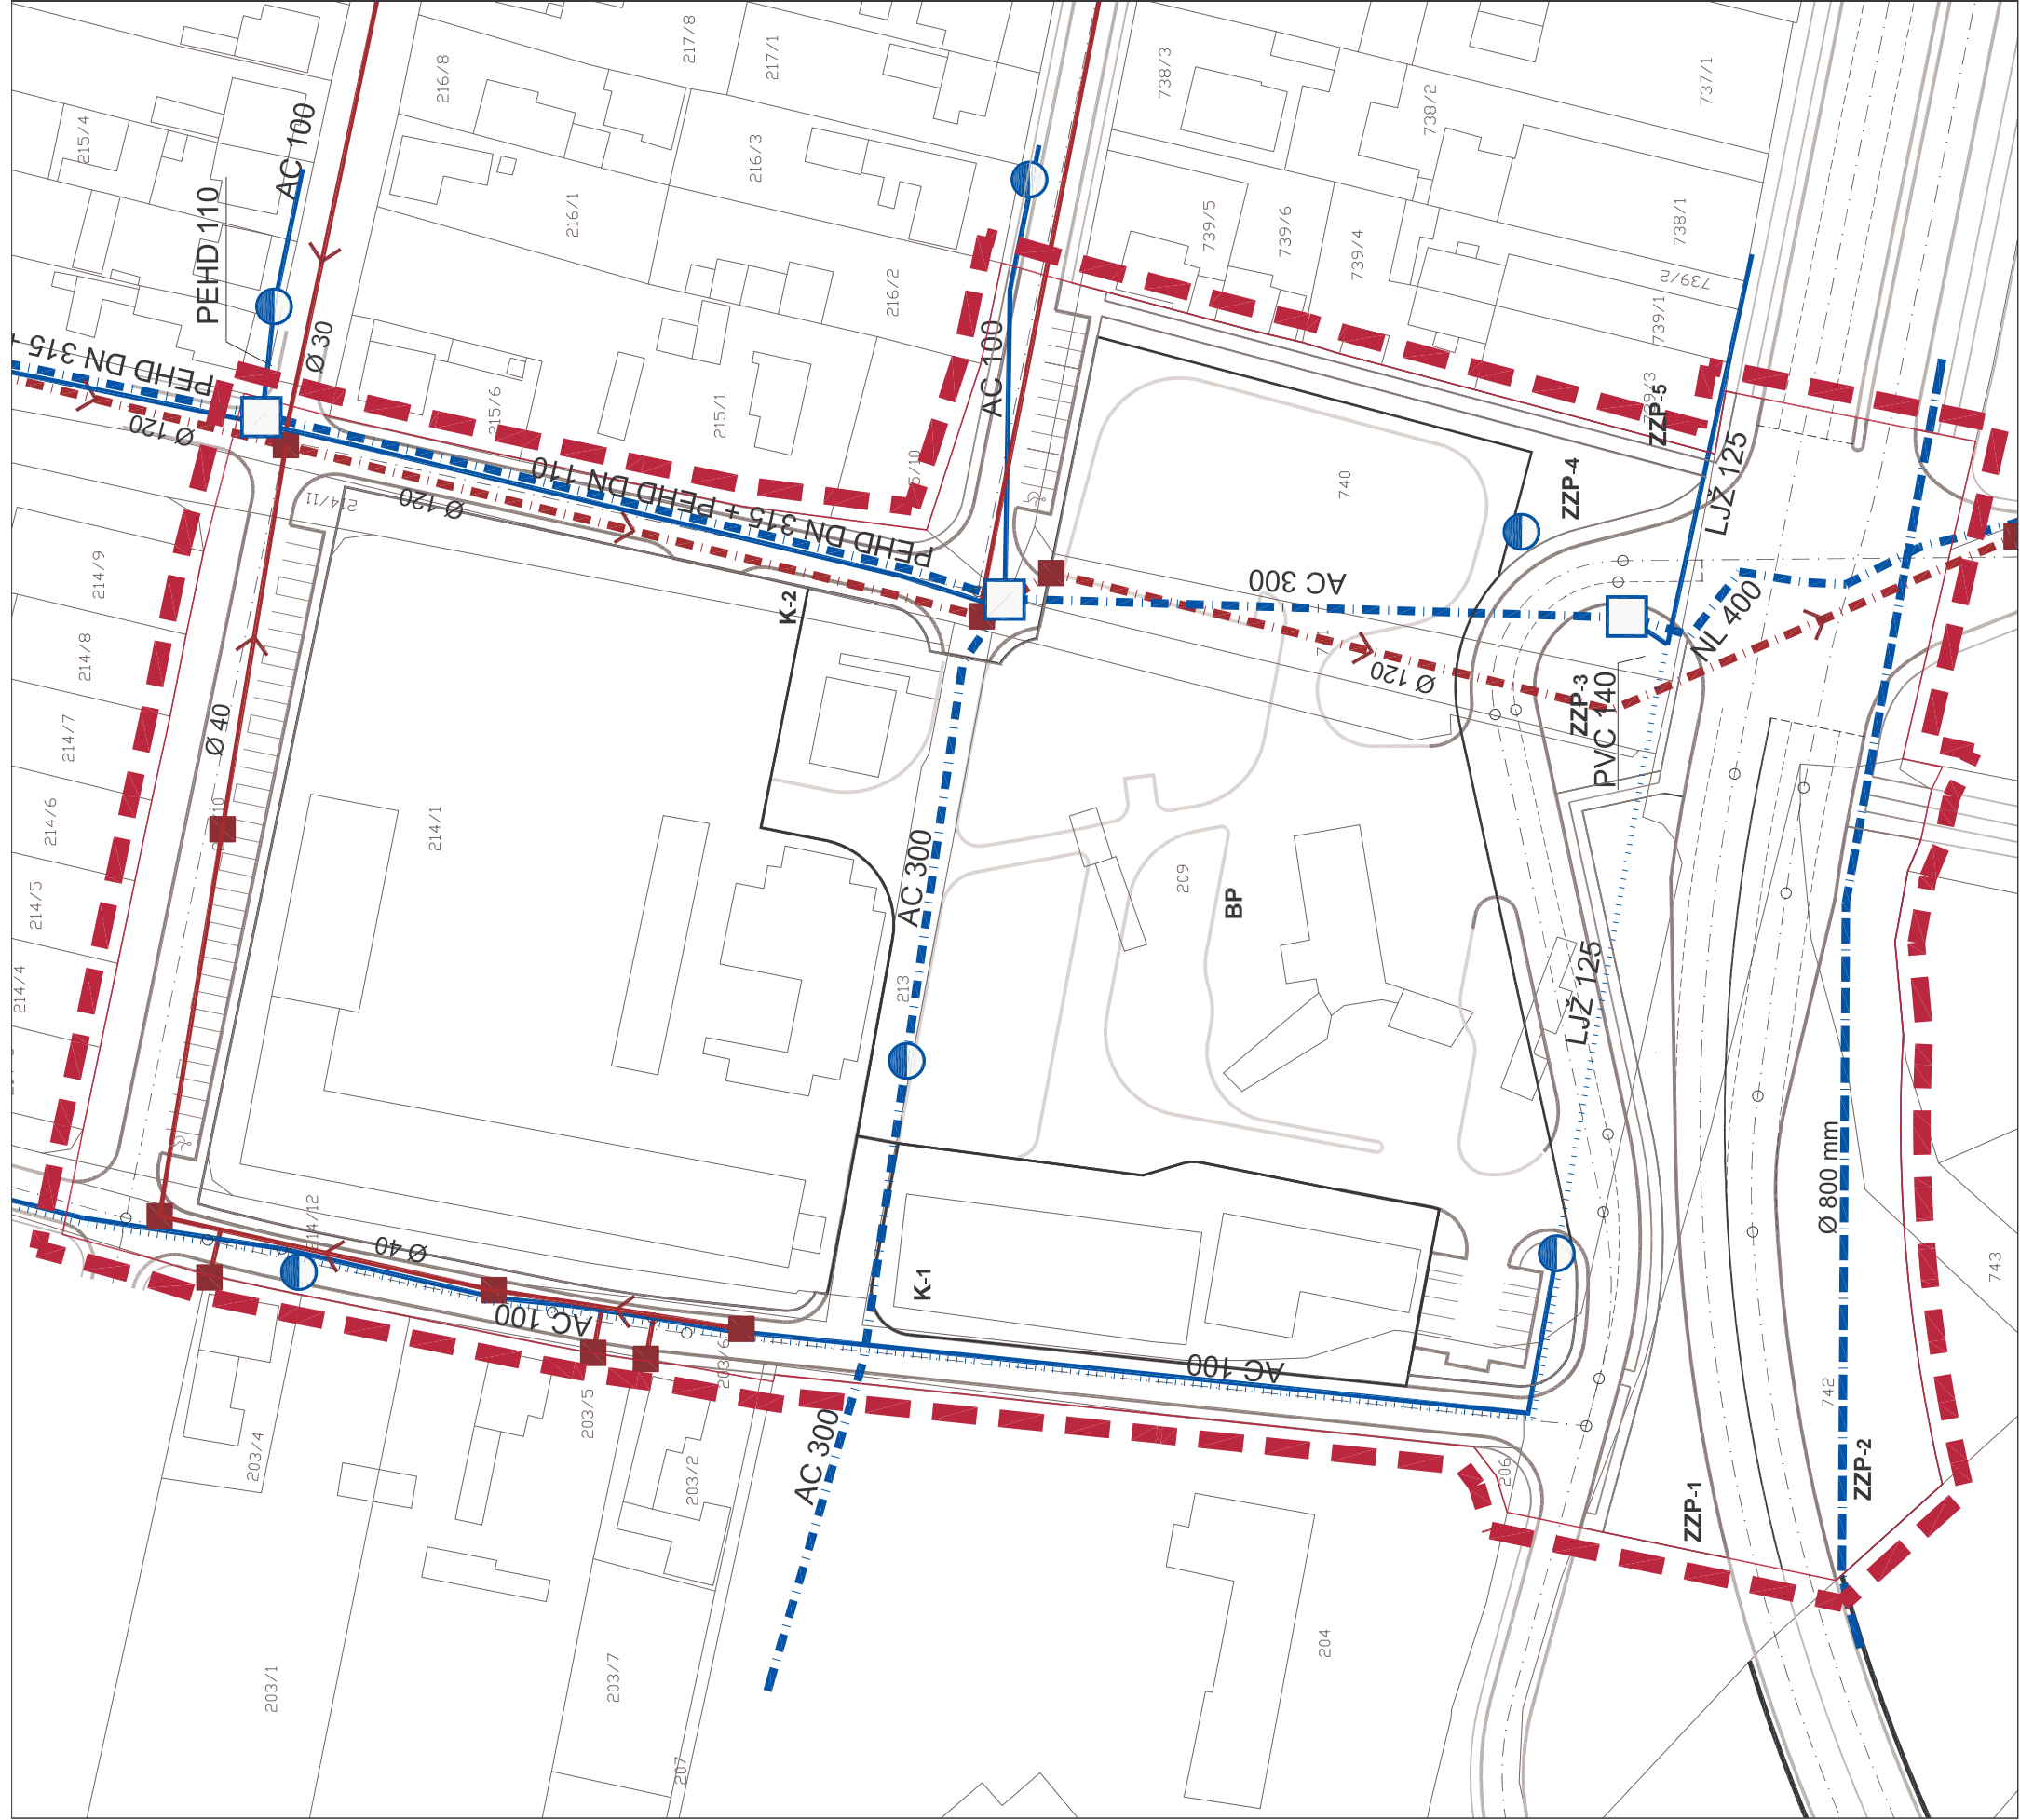 217/8
217/1
216/8
738/3
738/2
737/1
215/4
AC 100
216/3
PEHD 110
216/1
739/5
739/6
739/4
738/1
739/2
739/1
216/2
AC 100
PEHD DN 315 +
Ø 30
Ø 120
215/6
215/1
739/3
ZZP-5
LJŽ 125
ZZP-4
740
PEHD DN 315 + PEHD DN 110
Ø 120
214/11
214/9
214/8
214/7
214/6
214/5
214/4
K-2
AC 300
NL 400
Ø 120
ZZP-3
PVC 140
Ø 40
214/1
AC 300
209
BP
213
LJŽ 125
Ø 800 mm
743
742
214/12
Ø 40
AC 100
K-1
AC 100
203/6
203/5
203/4
203/2
AC 300
206
ZZP-1
ZZP-2
204
203/1
203/7
207